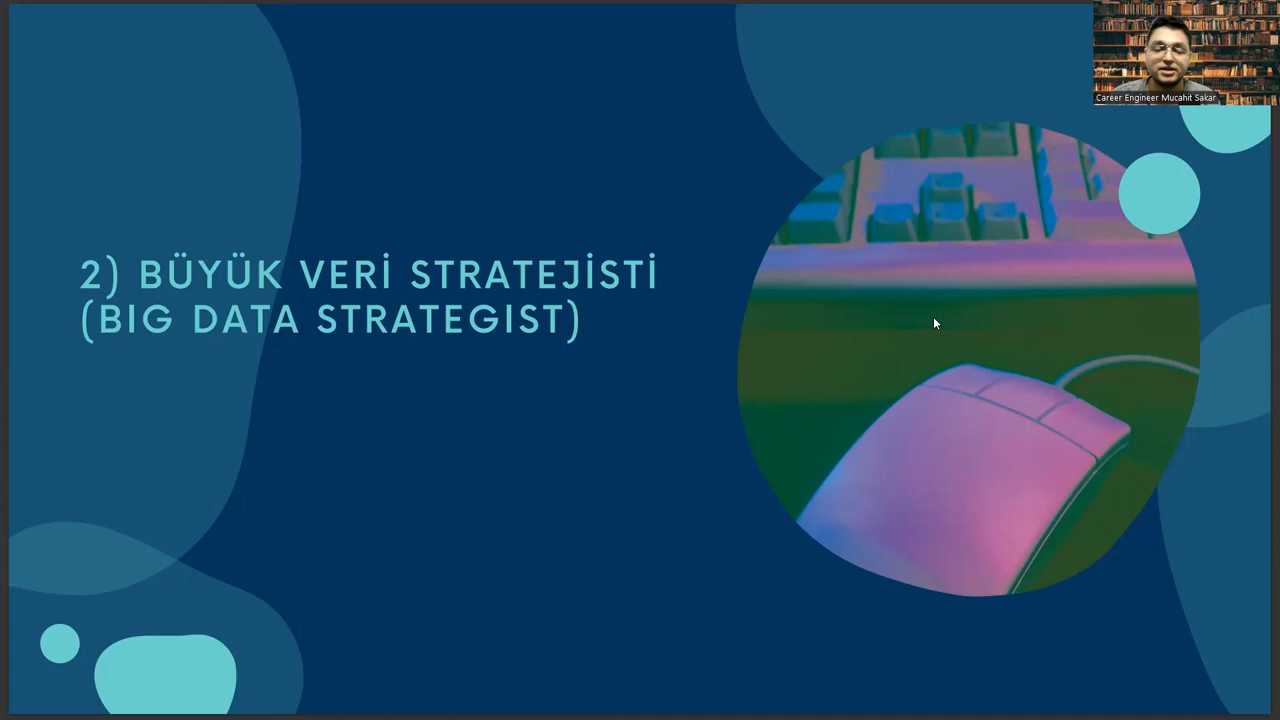 Career Engineer Mucahit Sakar
2) BÜYÜK VERİ STRATEJİSTİ
(BIG DATA STRATEGIST)